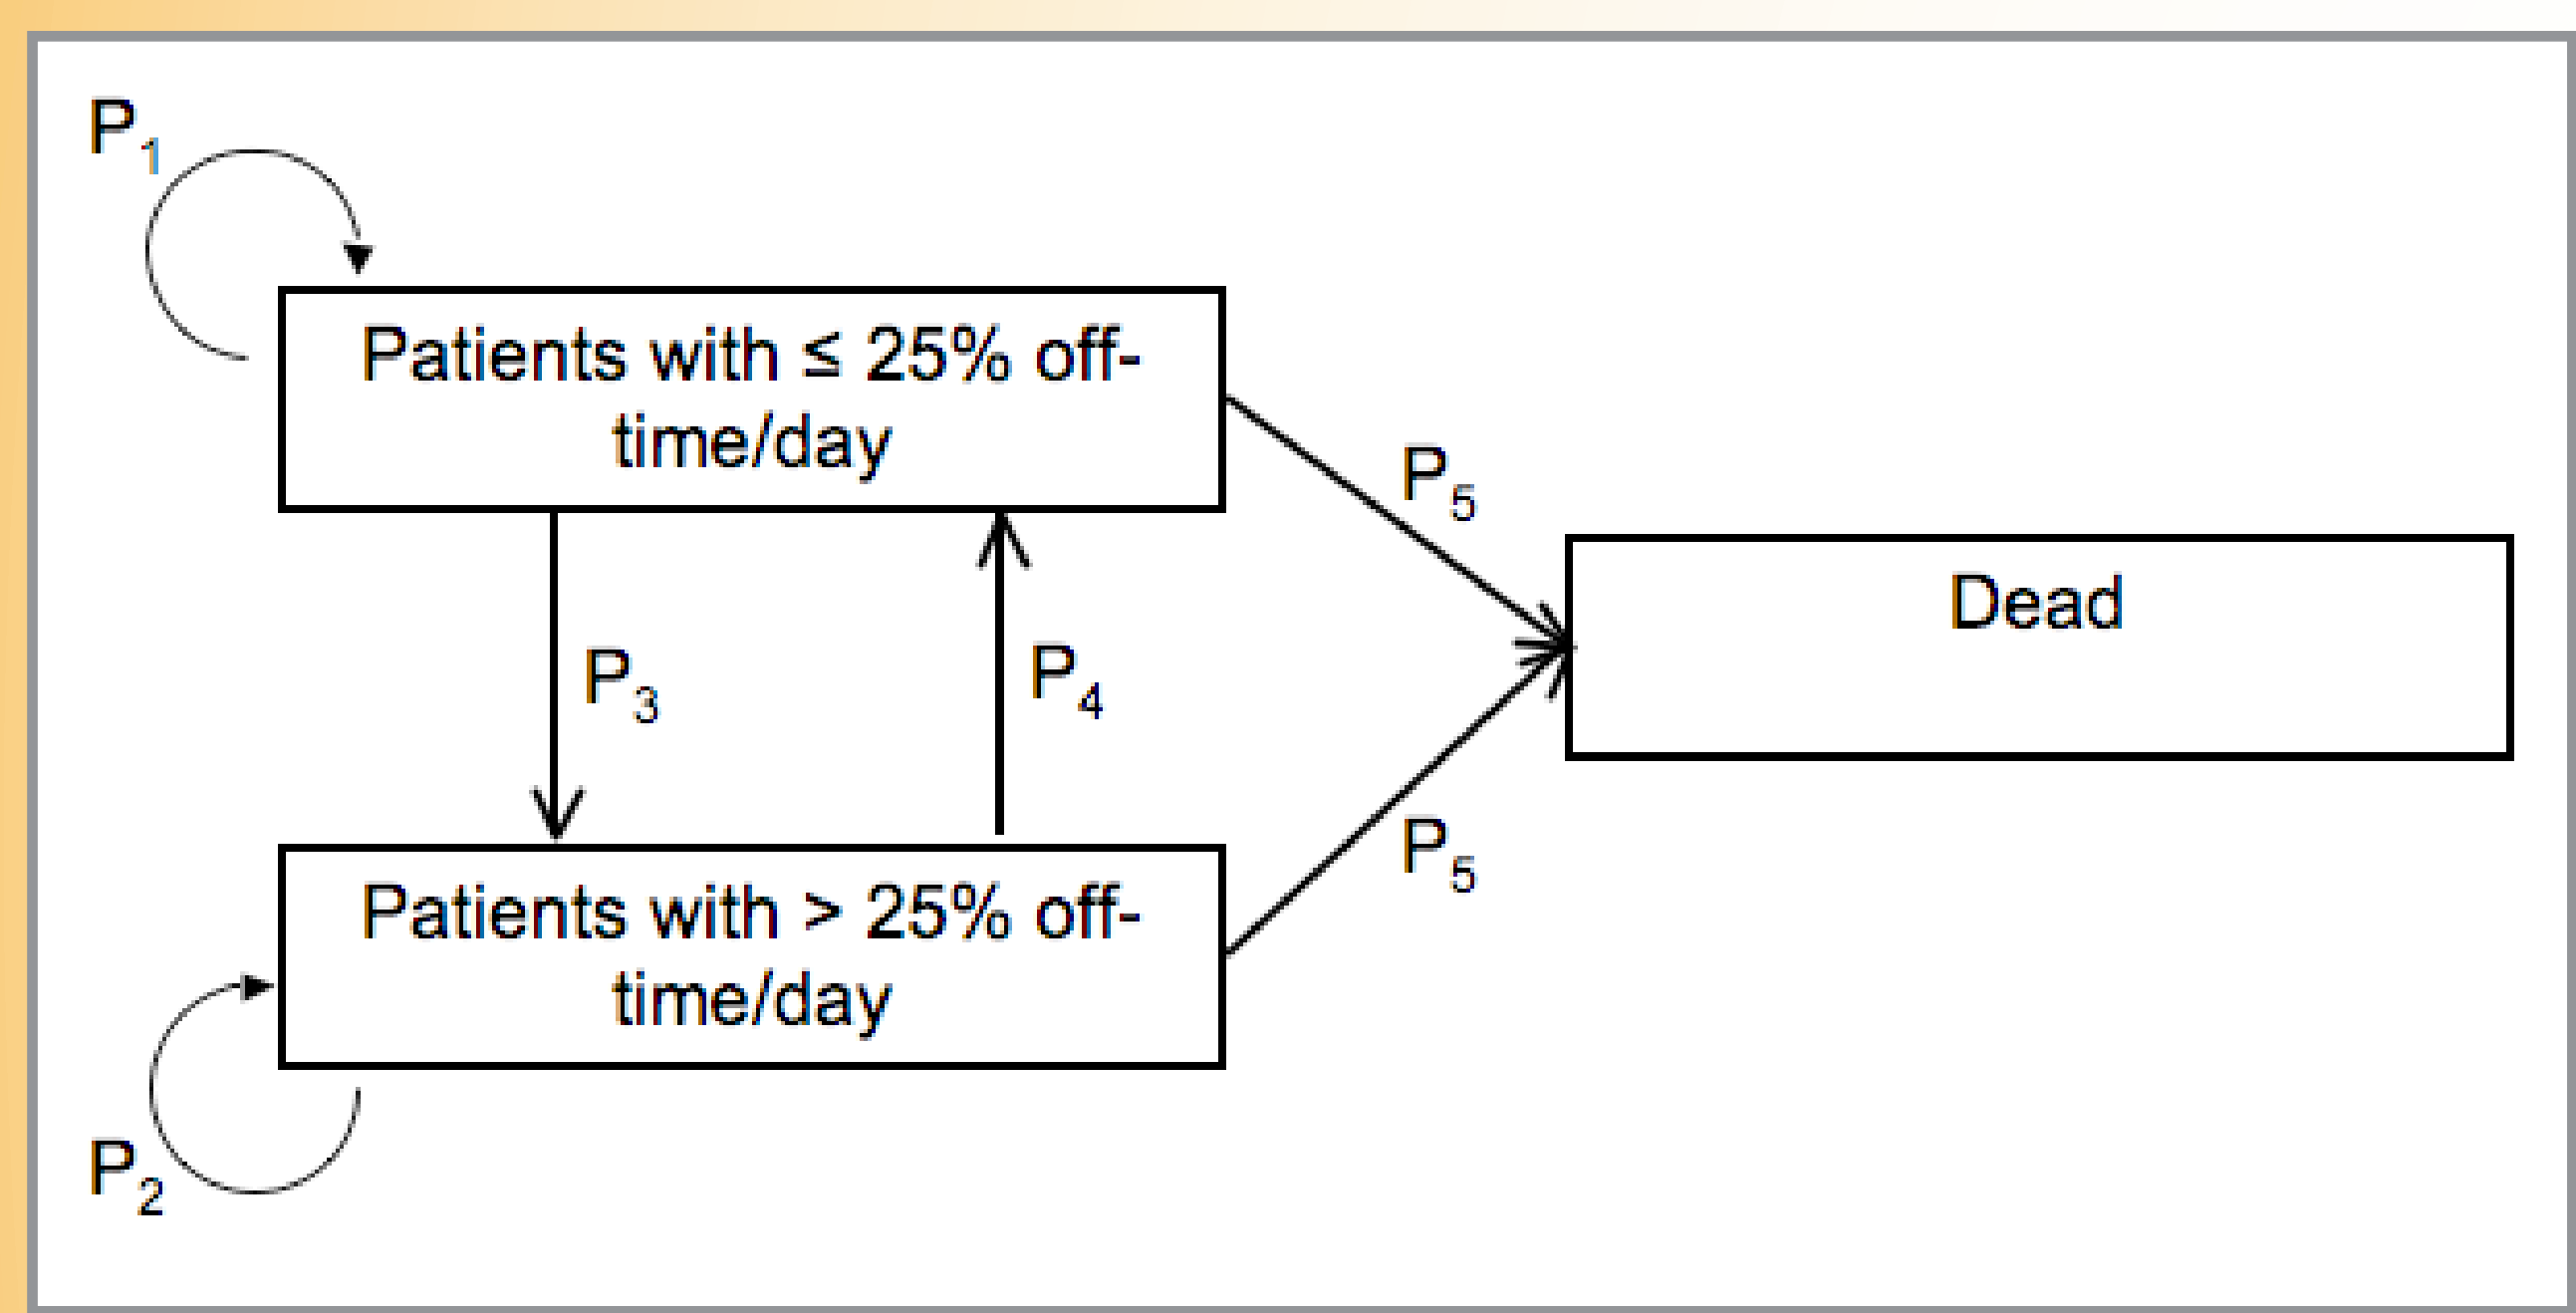 P1
Patients with ≤ 25% off-
time/day
P5
Dead
P3
P4
P5
Patients with > 25% off-
time/day
P2